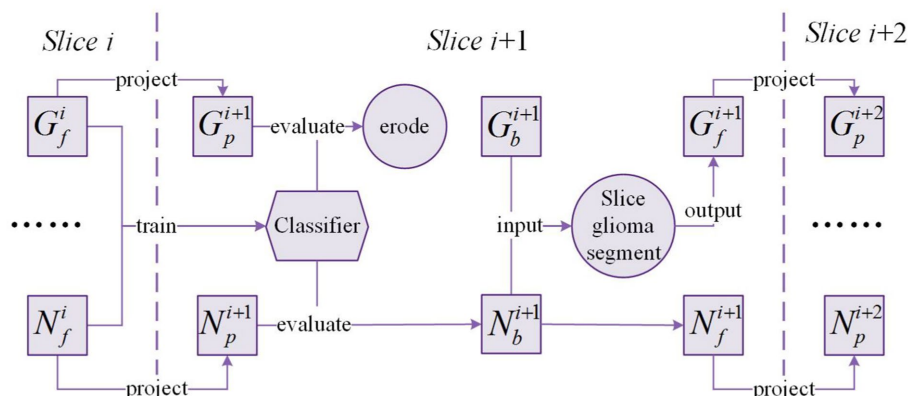 Slice i
Slice i+1
Slice i+2
project
project
G_f^i
G_p^{i+1}
evaluate
erode
G_b^{i+1}
G_f^{i+1}
G_p^{i+2}
......
train
Classifier
input
Slice
glioma
segment
output
......
N_f^i
N_p^{i+1}
evaluate
N_b^{i+1}
N_f^{i+1}
N_p^{i+2}
project
project